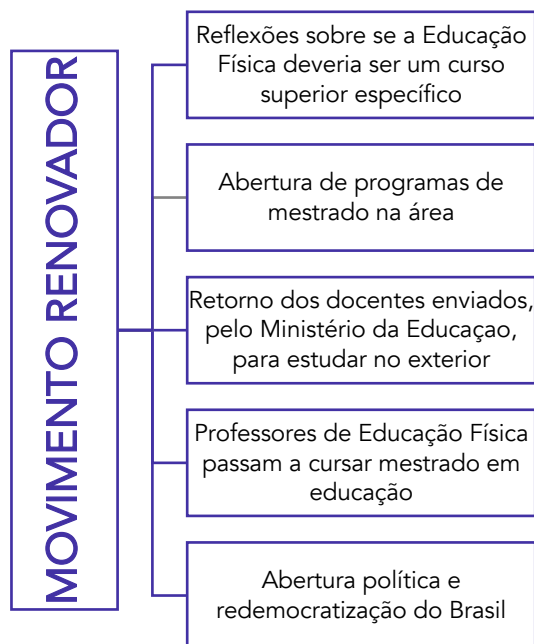 MOVIMENTO RENOVADOR
Reflexões sobre se a Educação
Física deveria ser um curso
superior específico
Abertura de programas de
mestrado na área
Retorno dos docentes enviados,
pelo Ministério da Educaçao,
para estudar no exterior
Professores de Educação Física
passam a cursar mestrado em
educação
Abertura política e
redemocratização do Brasil